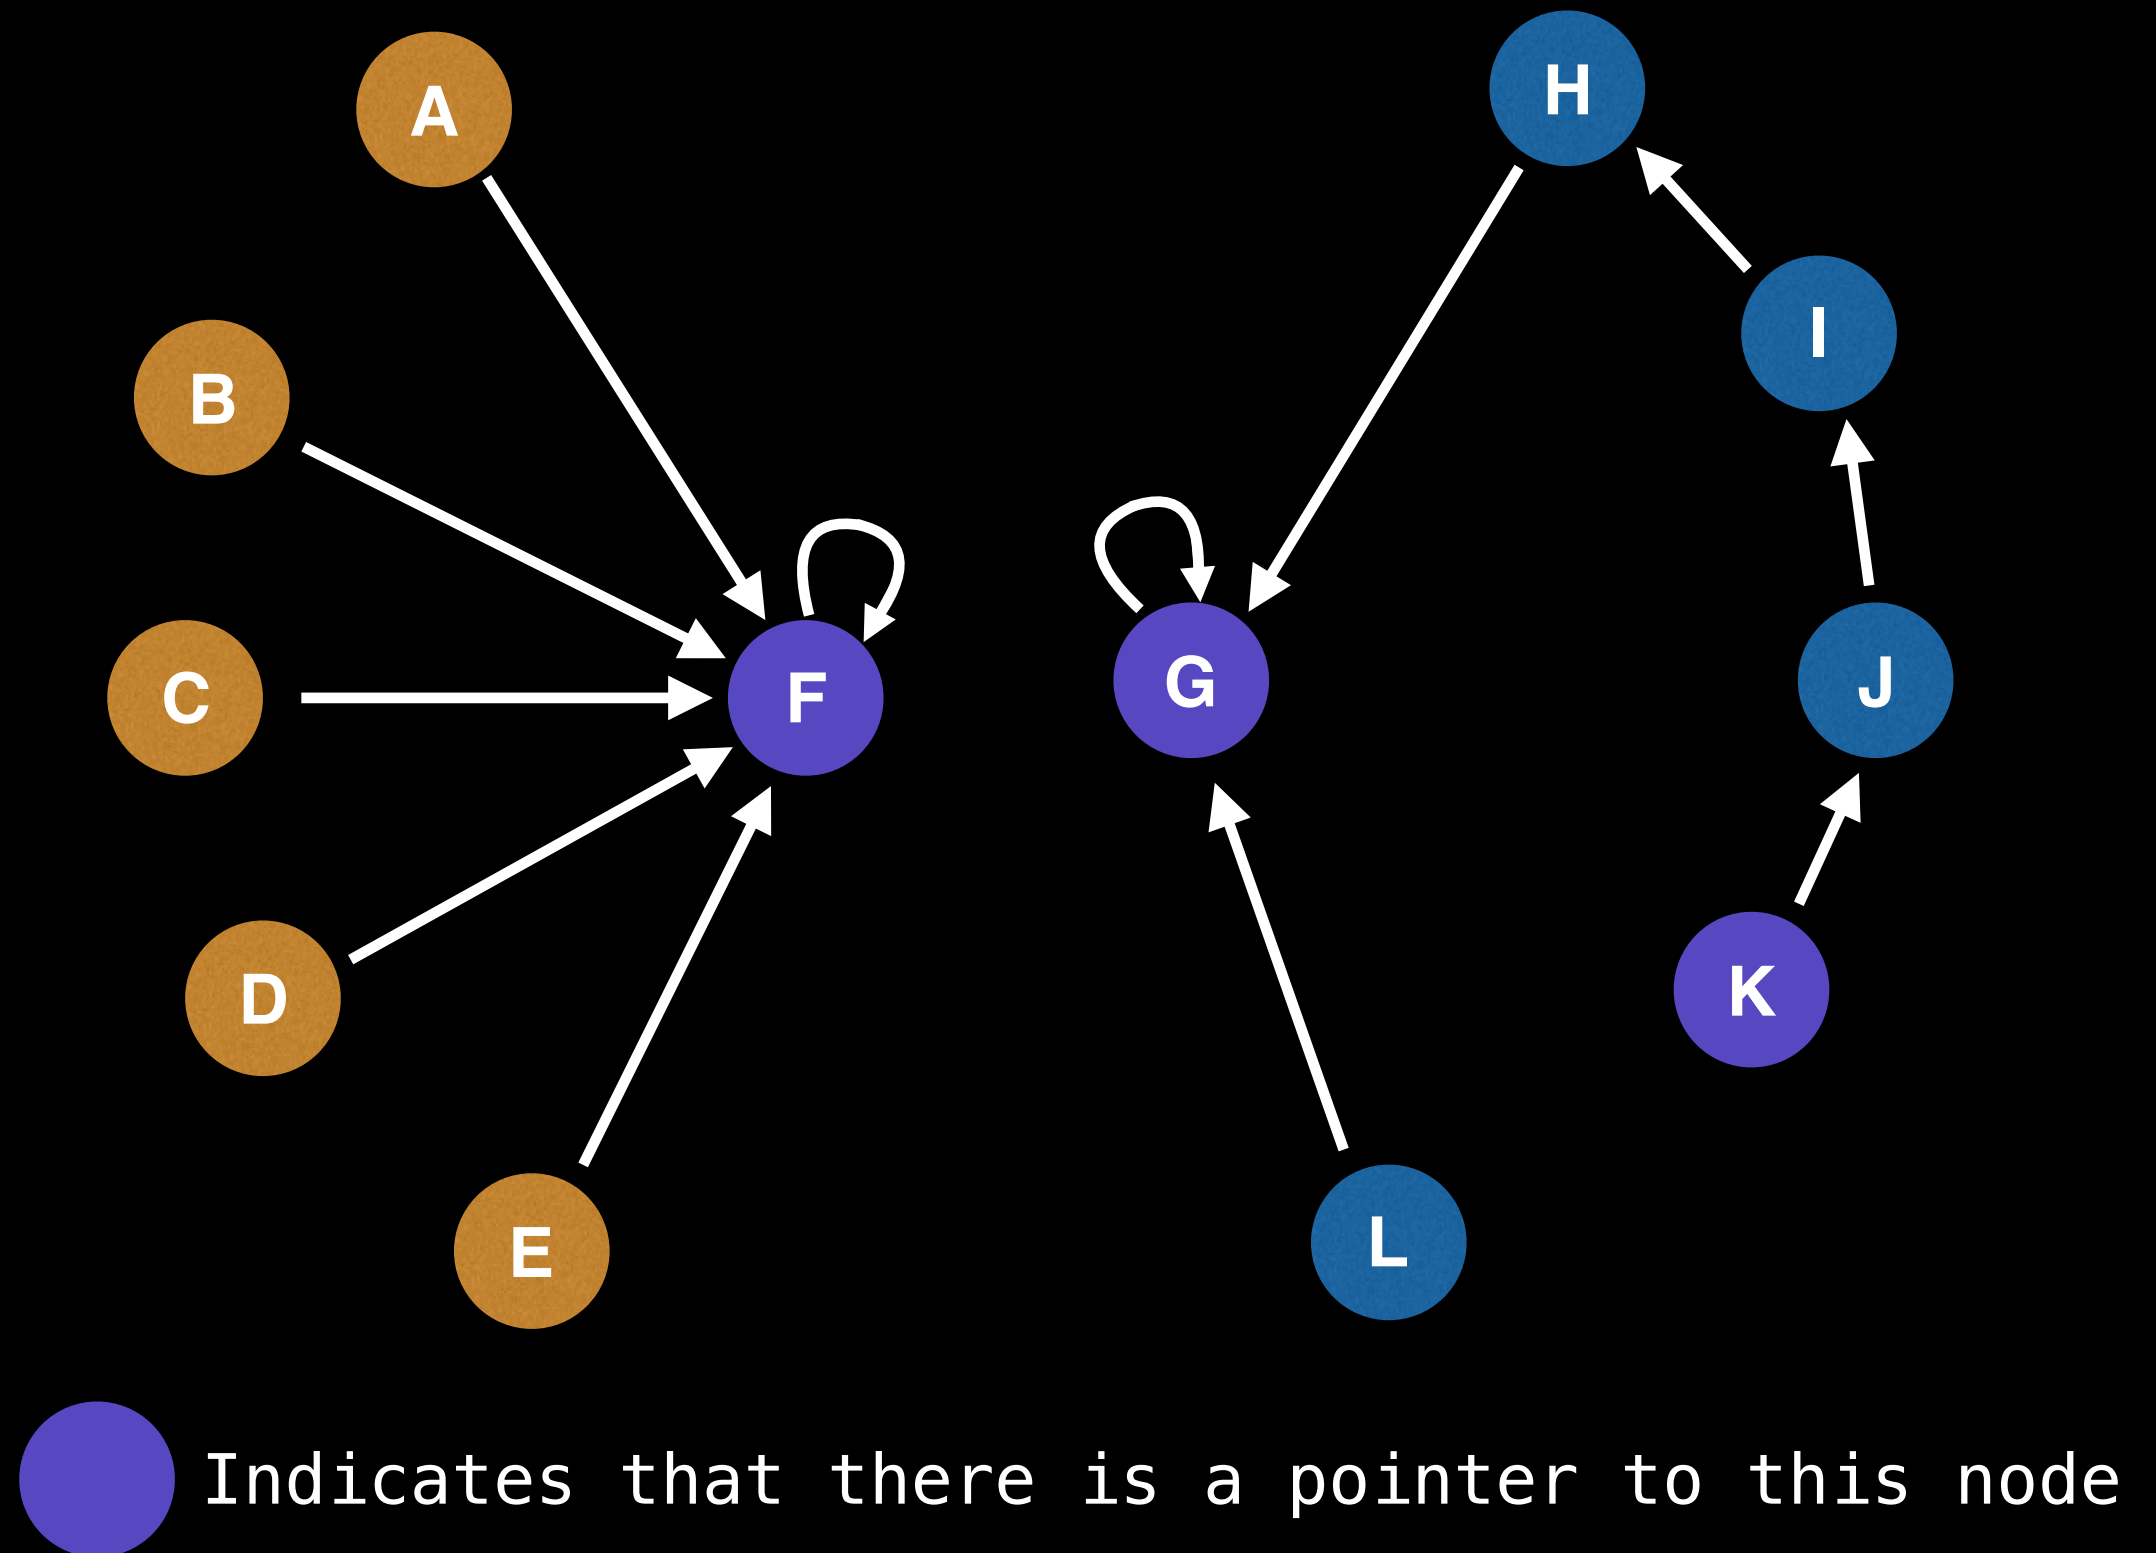 A
H
B
I
C
F
G
J
D
K
E
L
Indicates that there is a pointer to this node